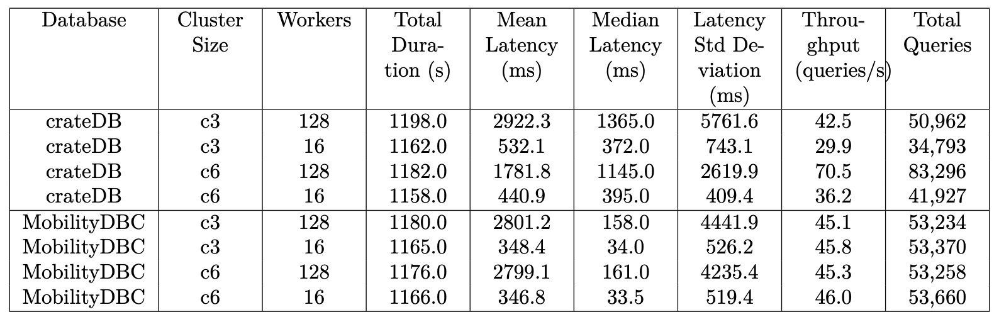 Database Cluster Size Workers Total Dura-tion (s) Mean Latency (ms) Median Latency (ms) Latency Std De-viation (ms) Throu-ghput (queries/s) Total Queries
crateDB c3 128 1198.0 2922.3 1365.0 5761.6 42.5 50,962
crateDB c3 16 1162.0 532.1 372.0 743.1 29.9 34,793
crateDB c6 128 1182.0 1781.8 1145.0 2619.9 70.5 83,296
crateDB c6 16 1158.0 440.9 395.0 409.4 36.2 41,927
MobilityDBC c3 128 1180.0 2801.2 158.0 4441.9 45.1 53,234
MobilityDBC c3 16 1165.0 348.4 34.0 526.2 45.8 53,370
MobilityDBC c6 128 1176.0 2799.1 161.0 4235.4 45.3 53,258
MobilityDBC c6 16 1166.0 346.8 33.5 519.4 46.0 53,660